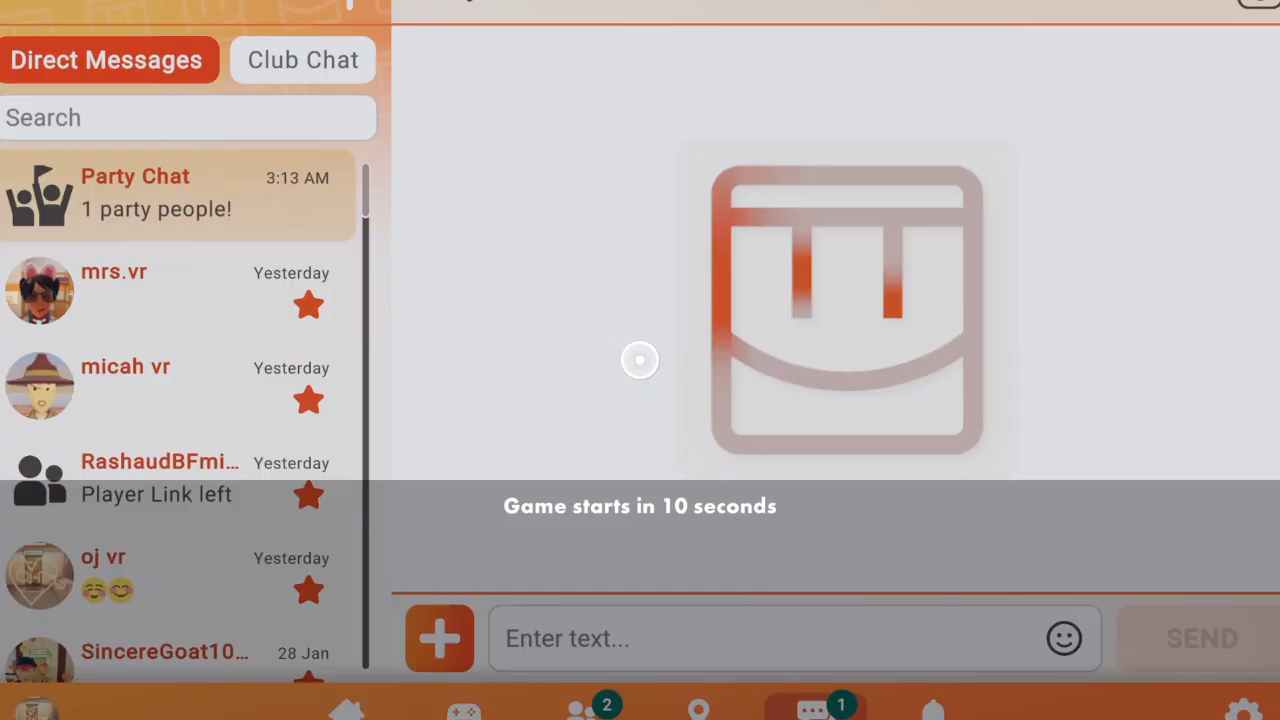 Direct Messages
Club Chat
Search
Party Chat
3:13 AM
1 party people!
mrs.vr
Yesterday
micah vr
Yesterday
RashaudBFmi...
Yesterday
Player Link left
Game starts in 10 seconds
oj vr
Yesterday
SincereGoat10...
28 Jan
Enter text...
SEND
2
1